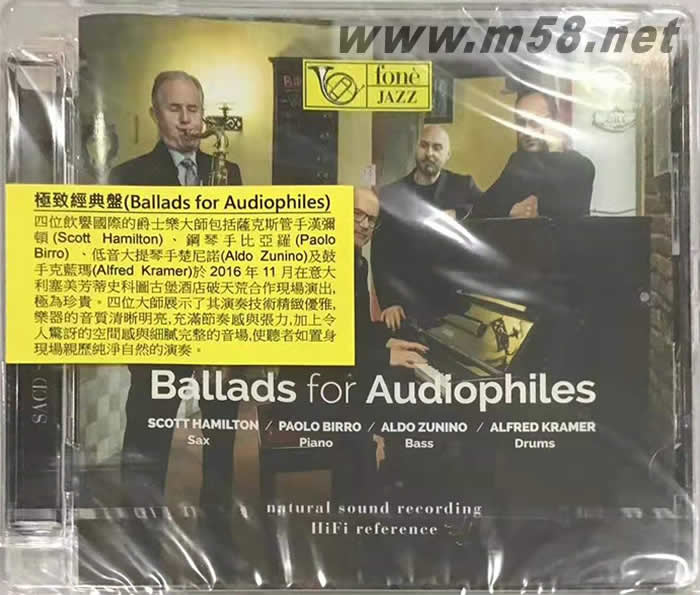 www.m58.net
fonè
JAZZ
極致經典盤(Ballads for Audiophiles)
四位飲譽國際的爵士樂大師包括薩克斯管手漢彌
頓(Scott Hamilton)、鋼琴手比亞羅(Paolo
Birro)、低音大提琴手楚尼諾(Aldo Zunino)及鼓
手克藍瑪(Alfred Kramer)於2016年11月在意大
利塞美芳蒂史科圖古堡酒店破天荒合作現場演出,
極為珍貴。四位大師展示了其演奏技術精緻優雅,
樂器的音質清晰明亮,充滿節奏感與張力,加上令
人驚訝的空間感與細膩完整的音場,使聽者如置身
現場親歷純淨自然的演奏。
SACD
Ballads for Audiophiles
SCOTT HAMILTON / PAOLO BIRRO / ALDO ZUNINO / ALFRED KRAMER
Sax Piano Bass Drums
natural sound recording
HiFi reference